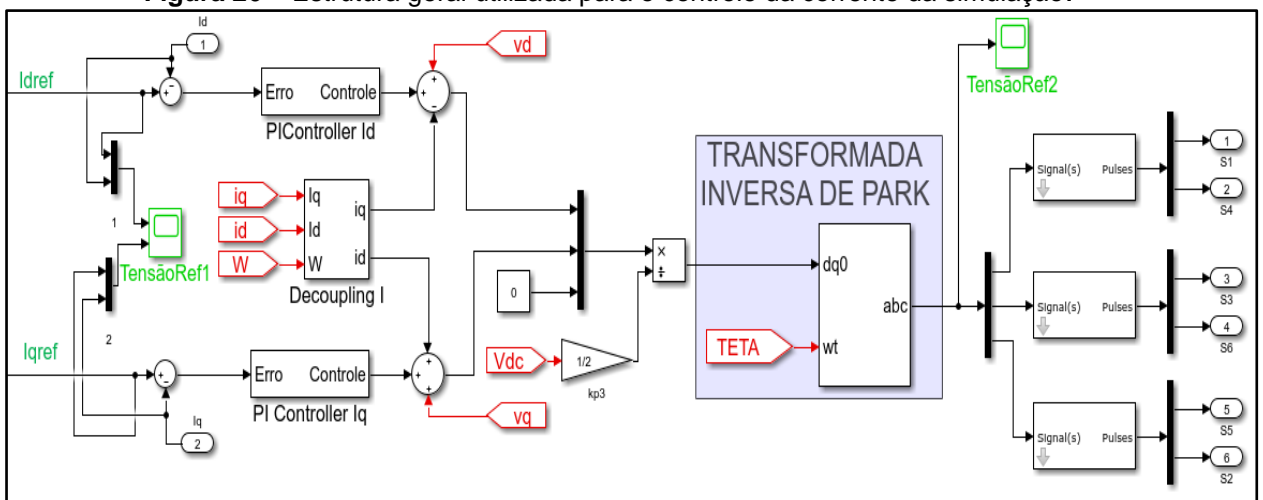 Figura 20 – Estrutura geral utilizada para o controle da corrente da simulação.
Id
1
Idref
Erro Controle
PIController Id
vd
iq
id
W
Iq
Id
W
iq
id
Decoupling I
1
TensãoRef1
2
Iqref
Erro Controle
PI Controller Iq
Iq
2
vq
0
Vdc
1/2
kp3
TRANSFORMADA
INVERSA DE PARK
dq0
abc
TETA
wt
TensãoRef2
Signal(s) Pulses
1
S1
2
S4
Signal(s) Pulses
3
S3
4
S6
Signal(s) Pulses
5
S5
6
S2